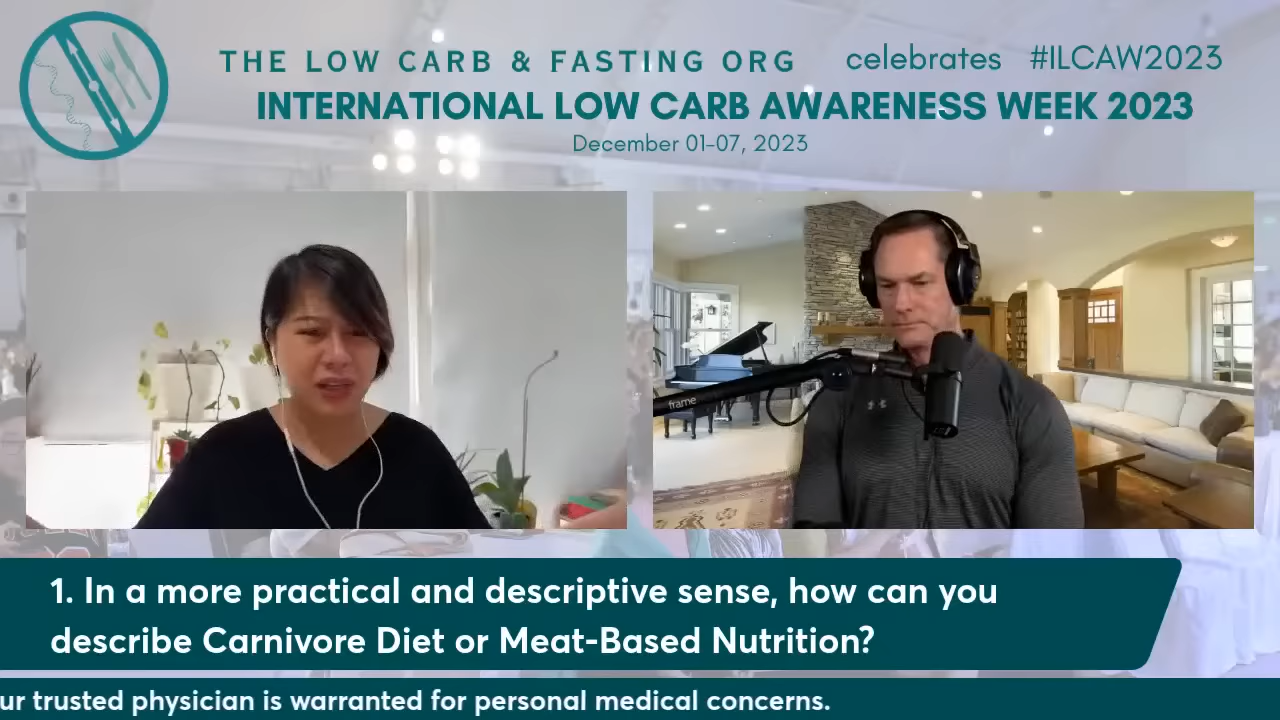 THE LOW CARB & FASTING ORG celebrates #ILCAW2023
INTERNATIONAL LOW CARB AWARENESS WEEK 2023
December 01-07, 2023
frame
1. In a more practical and descriptive sense, how can you
describe Carnivore Diet or Meat-Based Nutrition?
ur trusted physician is warranted for personal medical concerns.